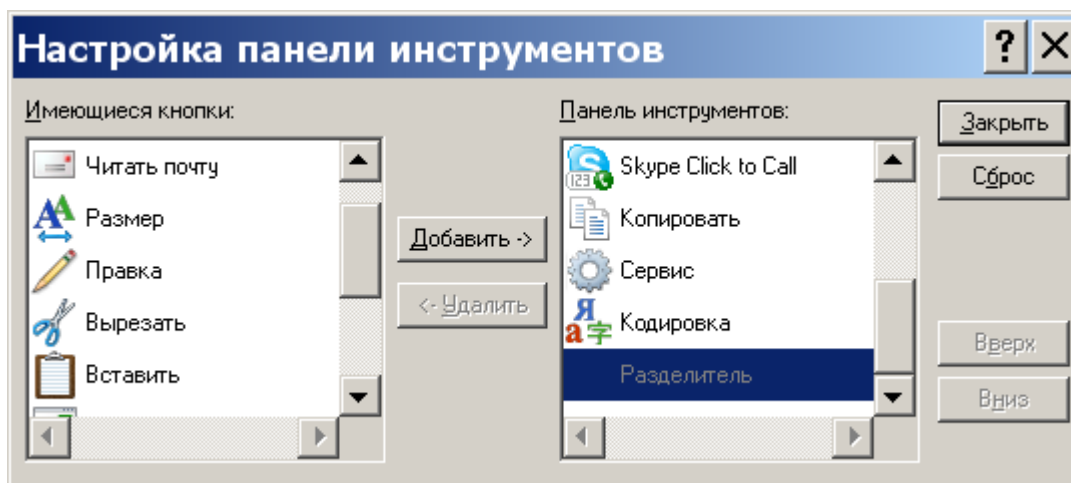 Настройка панели инструментов
Имеющиеся кнопки:
Читать почту
Размер
Правка
Вырезать
Вставить
Добавить ->
<- Удалить
Панель инструментов:
Skype Click to Call
Копировать
Сервис
Кодировка
Разделитель
Закрыть
Сброс
Вверх
Вниз